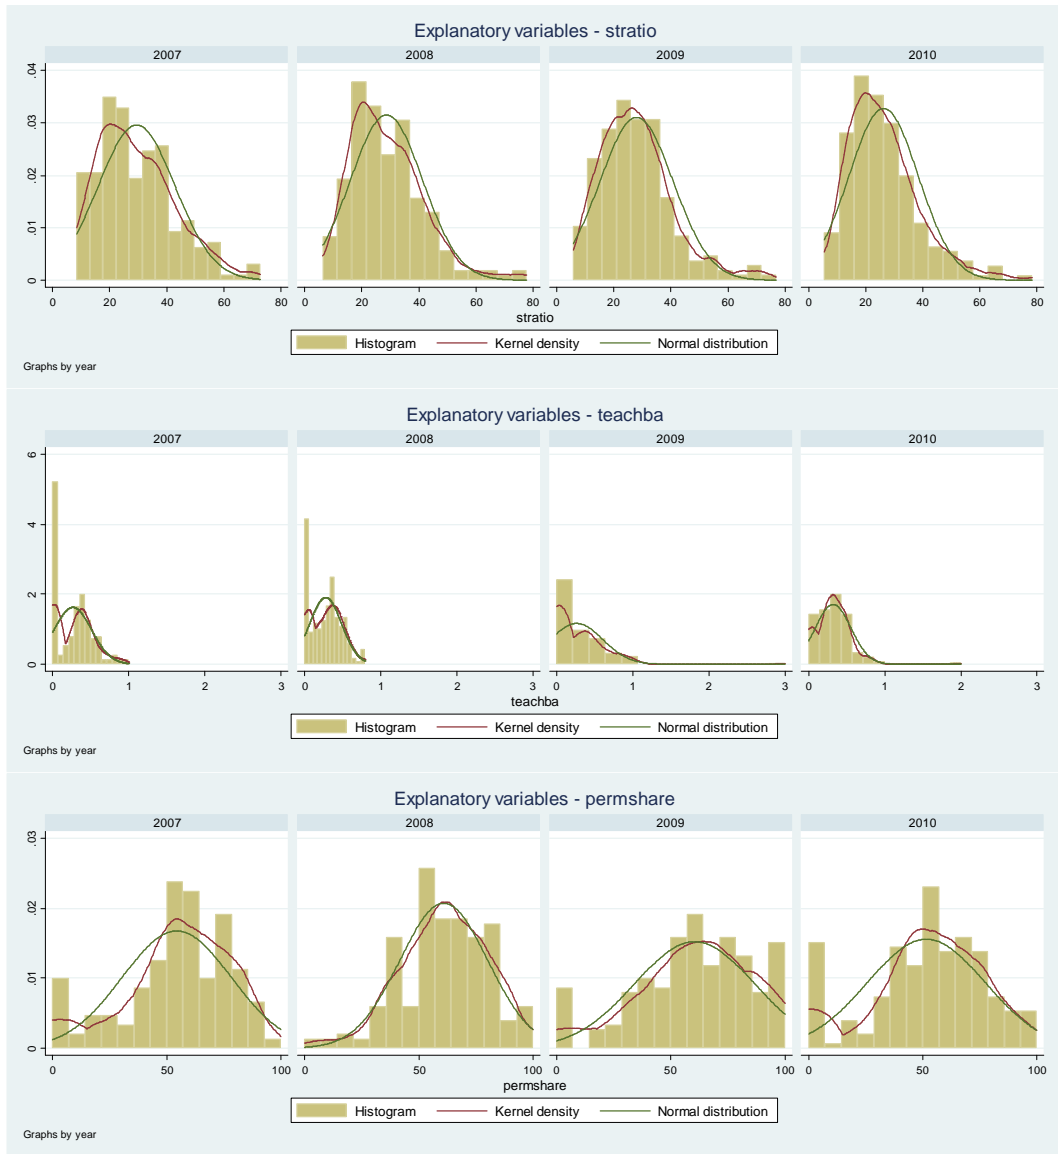 Explanatory variables - stratio
2007 2008 2009 2010
.04
.03
.02
.01
0
0 20 40 60 80 0 20 40 60 80 0 20 40 60 80 0 20 40 60 80
stratio
Histogram Kernel density Normal distribution
Graphs by year
Explanatory variables - teachba
2007 2008 2009 2010
6
4
2
0
0 1 2 3 0 1 2 3 0 1 2 3 0 1 2 3
teachba
Histogram Kernel density Normal distribution
Graphs by year
Explanatory variables - permshare
2007 2008 2009 2010
.03
.02
.01
0
0 50 100 0 50 100 0 50 100 0 50 100
permshare
Histogram Kernel density Normal distribution
Graphs by year